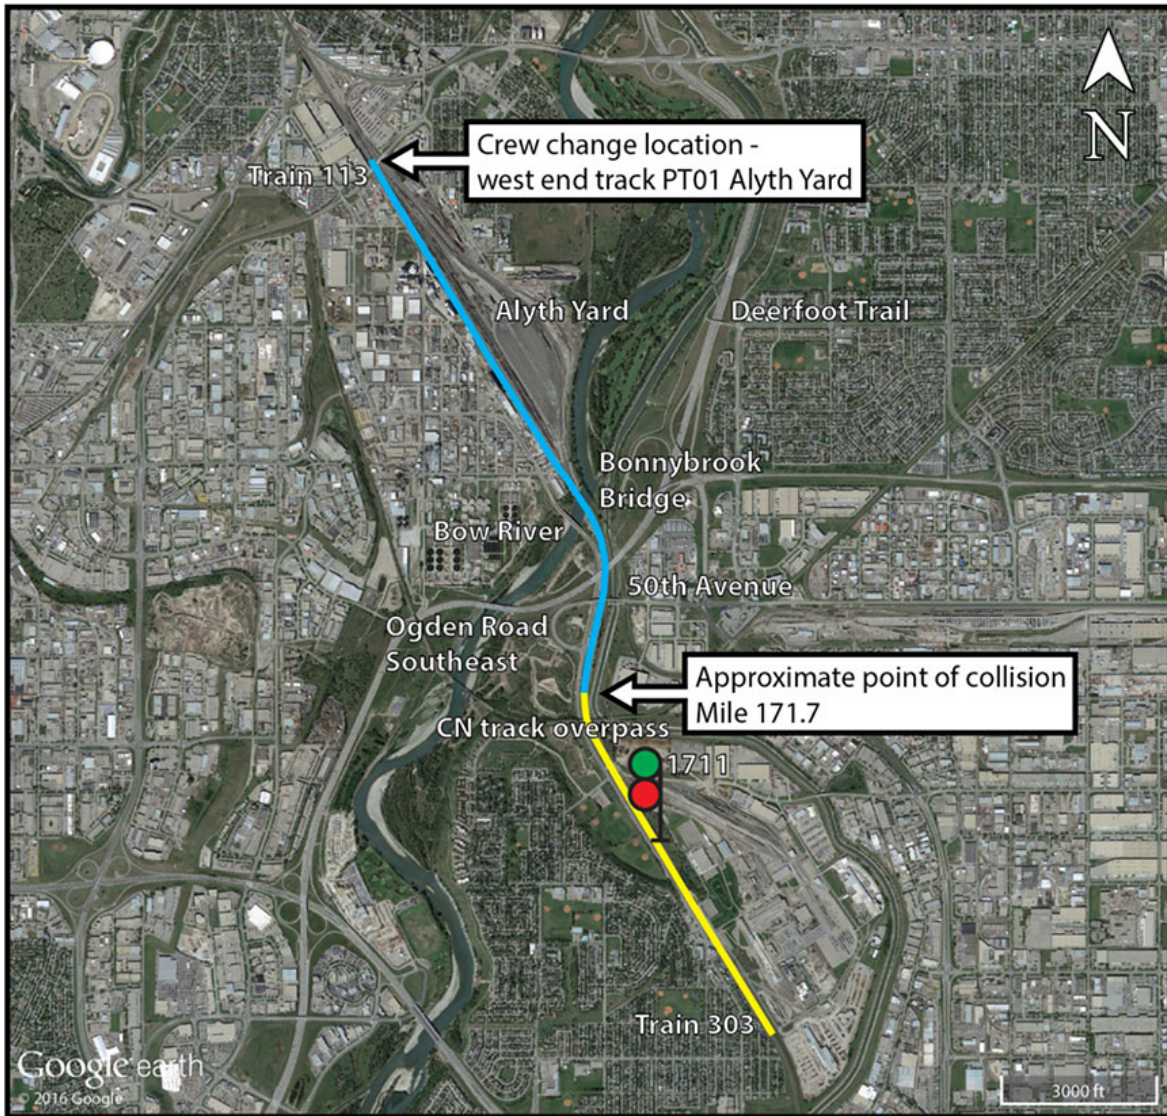 N
Crew change location -
west end track PT01 Alyth Yard
Train 113
Alyth Yard
Deerfoot Trail
Bonnybrook
Bridge
Bow River
50th Avenue
Ogden Road
Southeast
Approximate point of collision
Mile 171.7
CN track overpass
1711
Train 303
Google earth
© 2016 Google
3000 ft